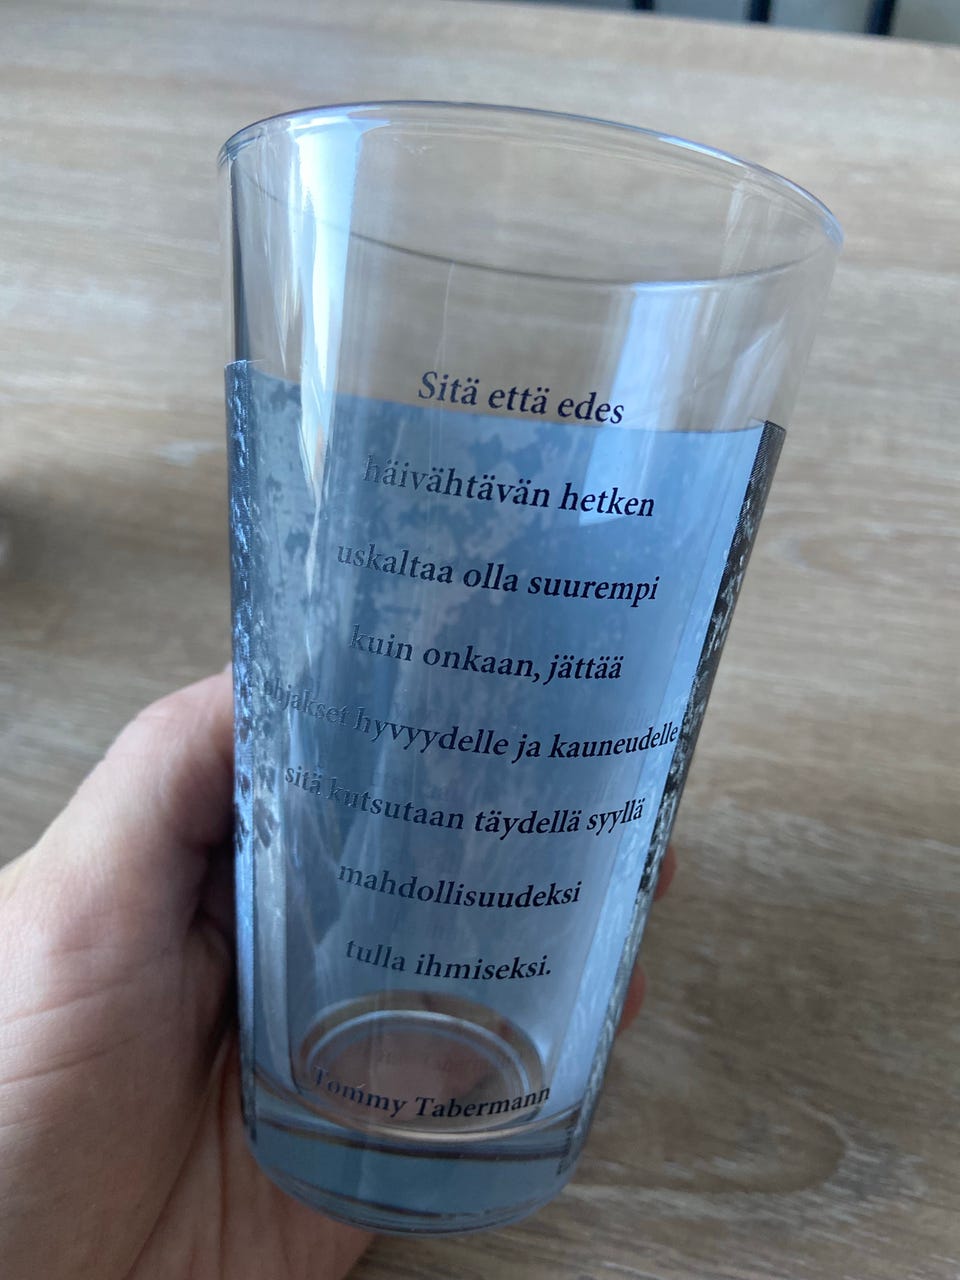 Sitä että edes
häivähtävän hetken
uskaltaa olla suurempi
kuin onkaan, jättää
ohjakset hyvyydelle ja kauneudelle
sitä kutsutaan täydellä syyllä
mahdollisuudeksi
tulla ihmiseksi.
Tommy Tabermann